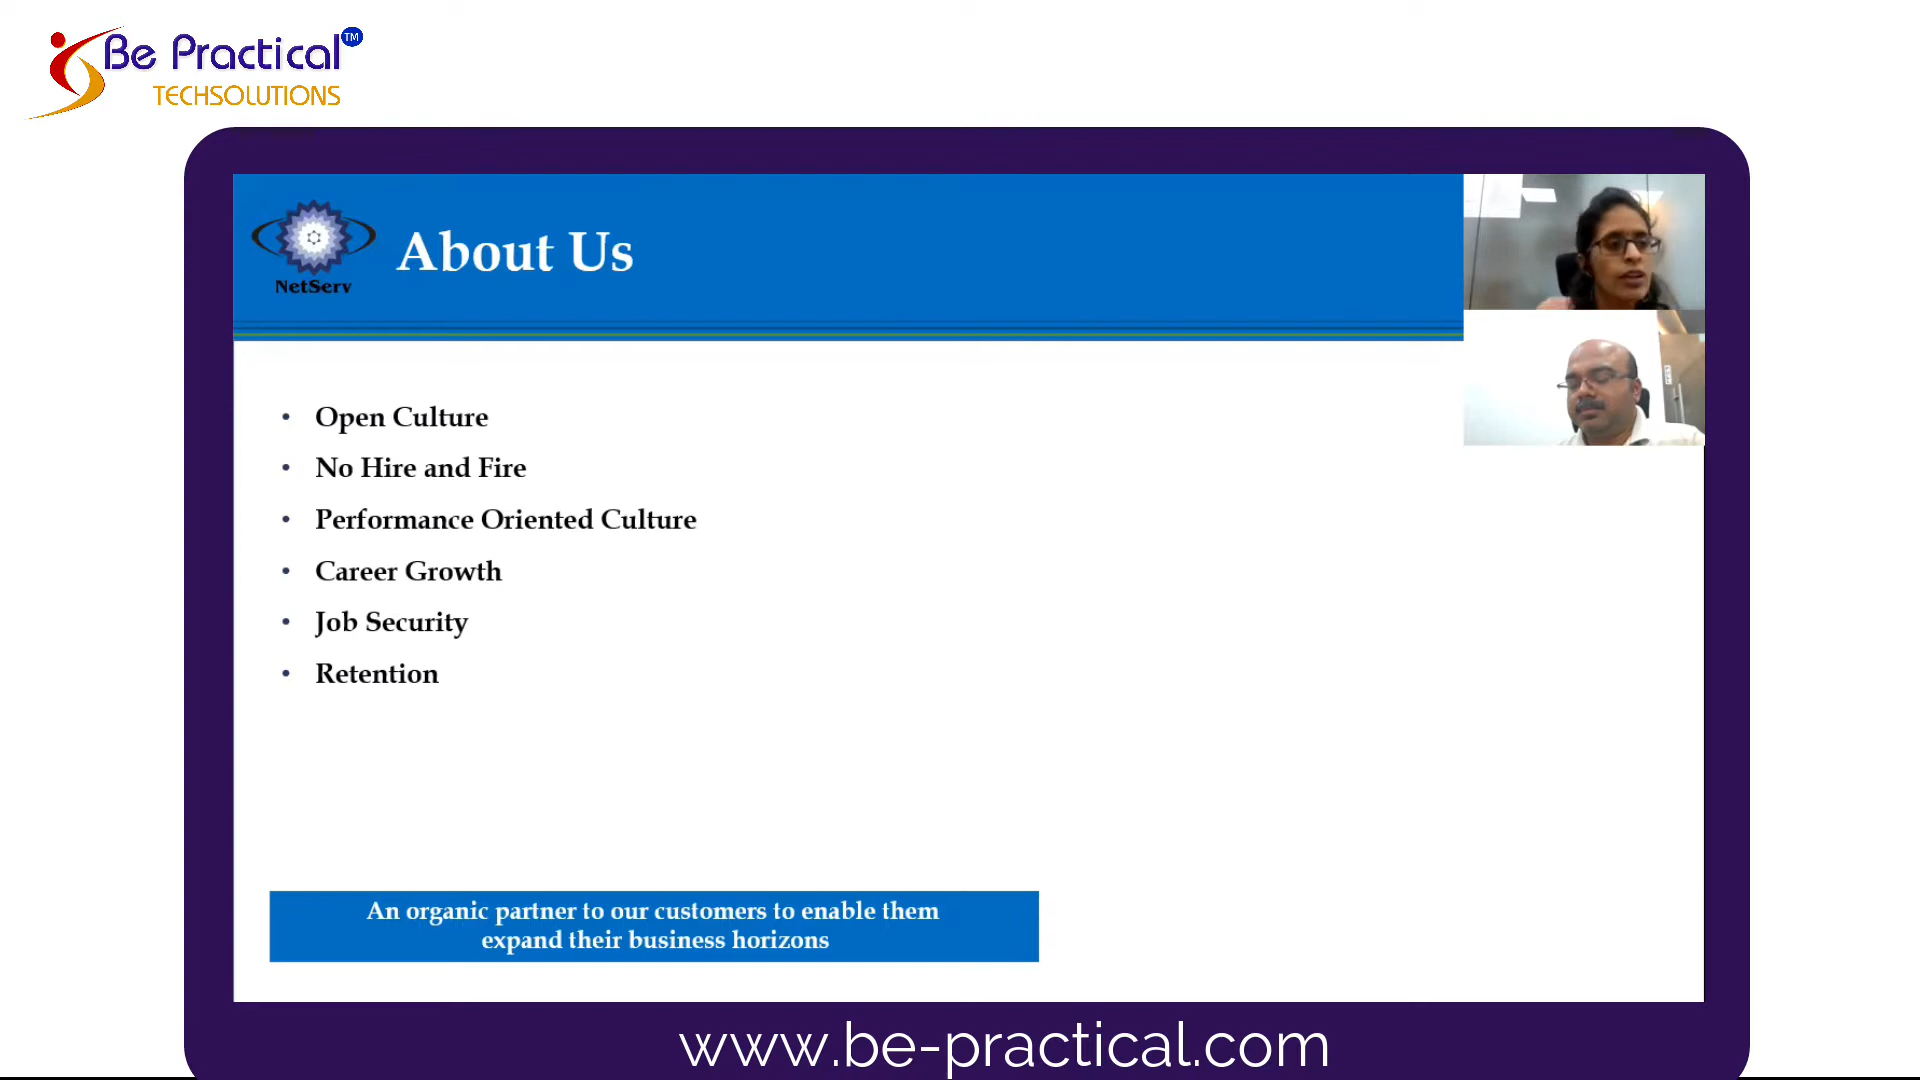 Be Practical™
TECHSOLUTIONS
NetServ
About Us
• Open Culture
• No Hire and Fire
• Performance Oriented Culture
• Career Growth
• Job Security
• Retention
An organic partner to our customers to enable them
expand their business horizons
www.be-practical.com